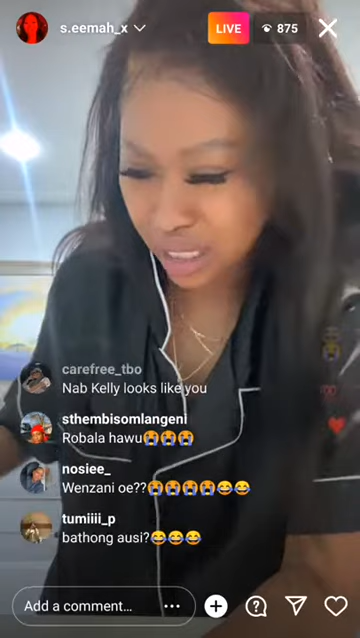 s.eemah_x
LIVE
875
carefree_tbo
Nab Kelly looks like you
sthembisomlangeni
Robala hawu😭😭😭
nosiee_
Wenzani oe??😭😭😭😭😂😂
tumiiii_p
bathong ausi?😂😂😂
Add a comment...